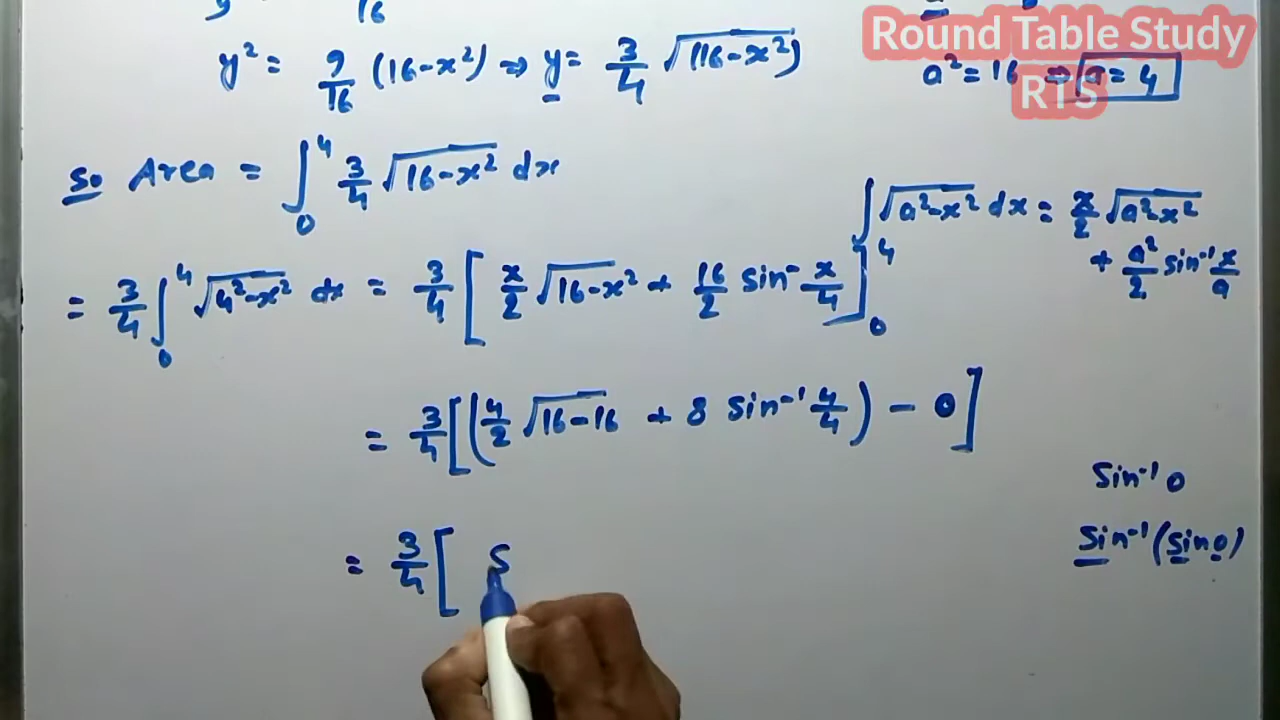 16
Round Table Study
RTS
y² = 9/16 (16-x²) ⇒ y = 3/4 √(16-x²)
a² = 16 ⇒ a = 4
So Area = ∫₀⁴ 3/4 √16-x² dx
∫√a²-x² dx = x/2 √a²-x²
+ a²/2 sin⁻¹ x/a
= 3/4 ∫₀⁴ √4²-x² dx = 3/4 [ x/2 √16-x² + 16/2 sin⁻ x/4 ]₀⁴
= 3/4 [(4/2 √16-16 + 8 sin⁻¹ 4/4) - 0]
sin⁻¹ 0
sin⁻¹ (sin 0)
= 3/4 [ S